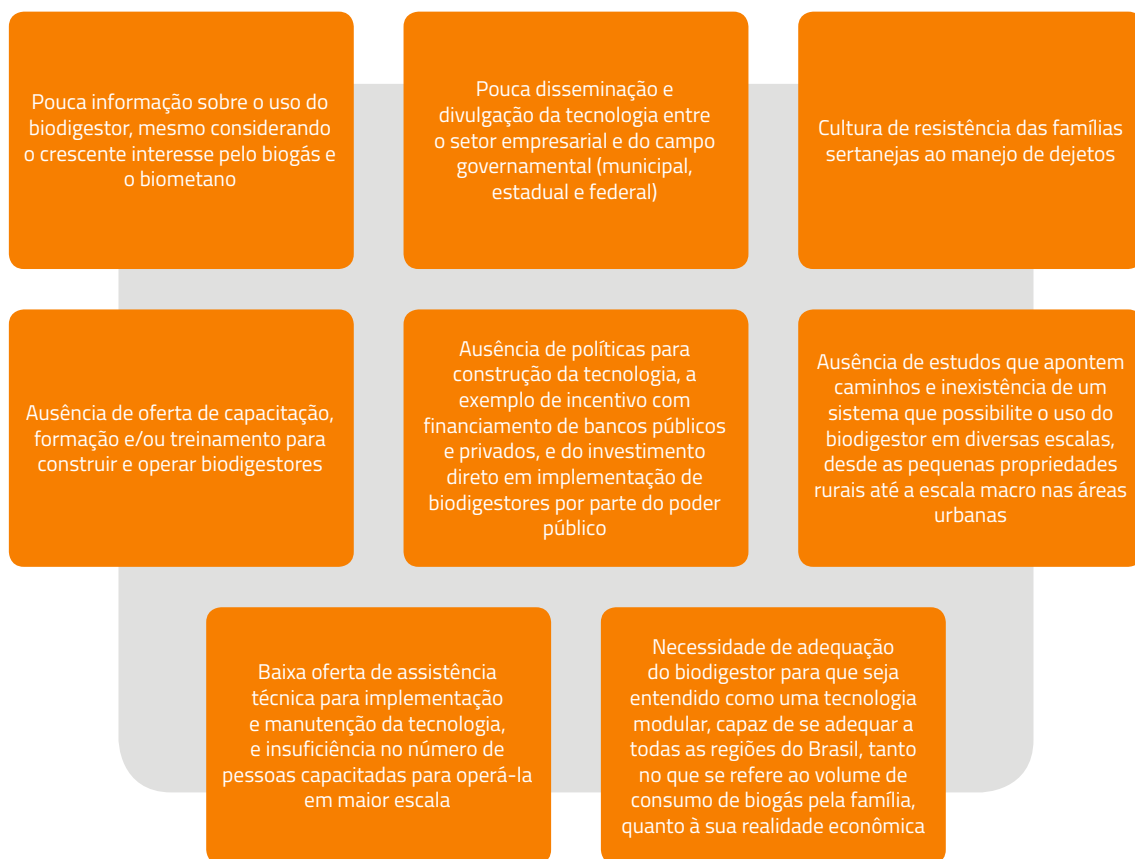 Pouca informação sobre o uso do
biodigestor, mesmo considerando
o crescente interesse pelo biogás e
o biometano
Pouca disseminação e
divulgação da tecnologia entre
o setor empresarial e do campo
governamental (municipal,
estadual e federal)
Cultura de resistência das famílias
sertanejas ao manejo de dejetos
Ausência de oferta de capacitação,
formação e/ou treinamento para
construir e operar biodigestores
Ausência de políticas para
construção da tecnologia, a
exemplo de incentivo com
financiamento de bancos públicos
e privados, e do investimento
direto em implementação de
biodigestores por parte do poder
público
Ausência de estudos que apontem
caminhos e inexistência de um
sistema que possibilite o uso do
biodigestor em diversas escalas,
desde as pequenas propriedades
rurais até a escala macro nas áreas
urbanas
Baixa oferta de assistência
técnica para implementação
e manutenção da tecnologia,
e insuficiência no número de
pessoas capacitadas para operá-la
em maior escala
Necessidade de adequação
do biodigestor para que seja
entendido como uma tecnologia
modular, capaz de se adequar a
todas as regiões do Brasil, tanto
no que se refere ao volume de
consumo de biogás pela família,
quanto à sua realidade econômica